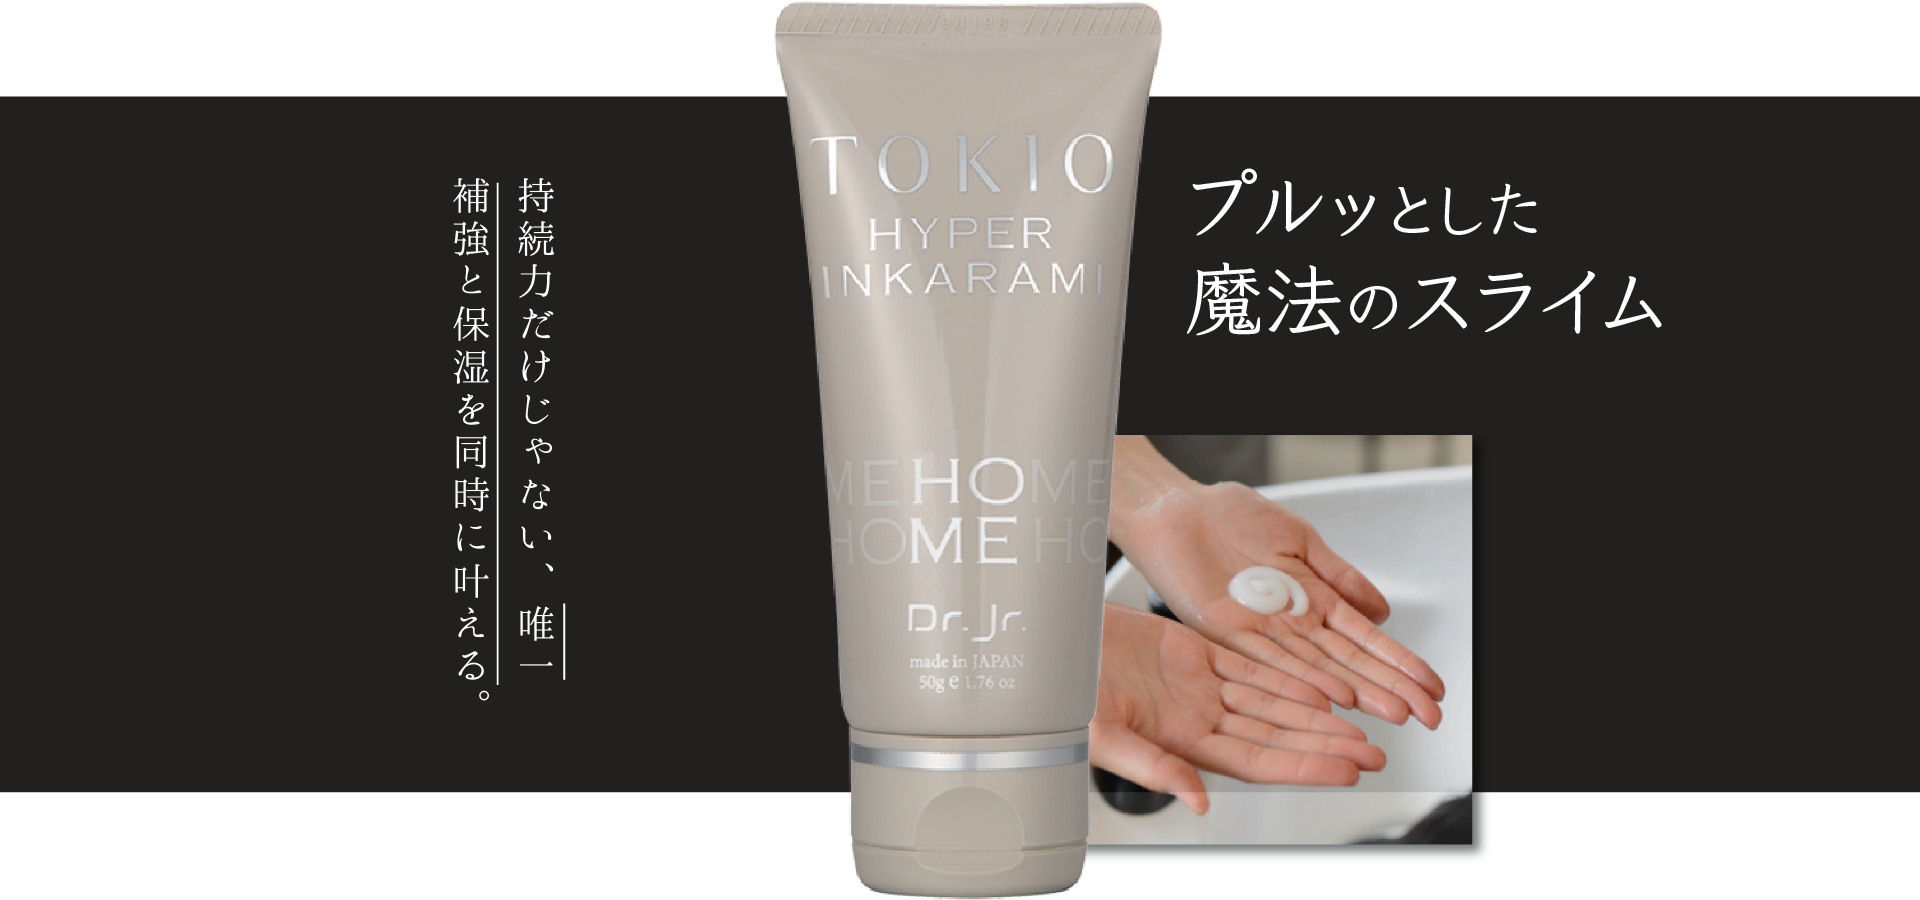 プルッとした
魔法のスライム
持続力だけじゃない、唯一
補強と保湿を同時に叶える。
TOKIO
HYPER
INKARAMI
MEHOME
HOMEHO
Dr.Jr.
made in JAPAN
50g e 1.76 oz